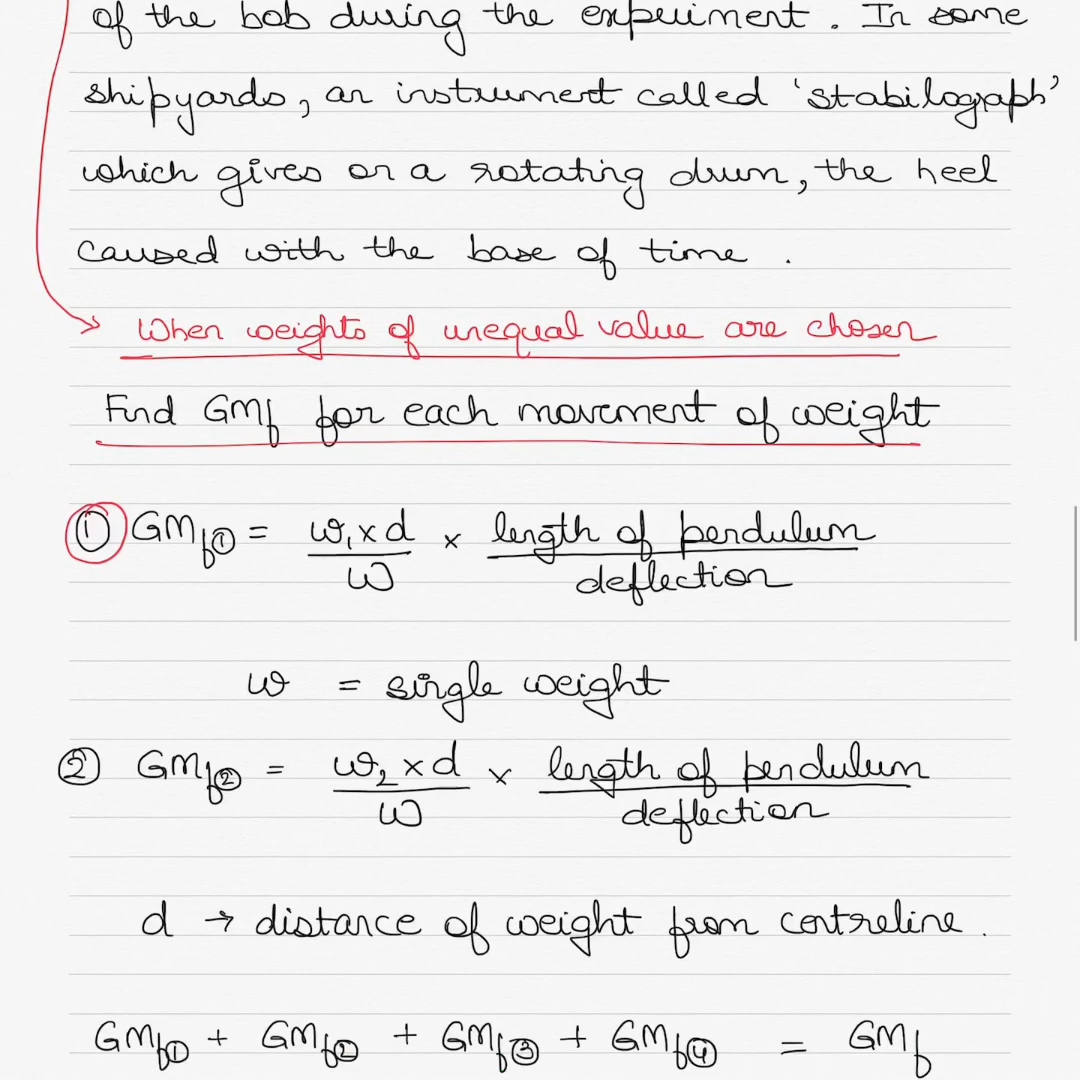 of the bob during the experiment. In some
shipyards, an instrument called 'stabilograph'
which gives on a rotating drum, the heel
caused with the base of time.
→ When weights of unequal value are chosen
Find GMf for each movement of weight
① GMf① = w₁ x d / W x length of pendulum / deflection
w = single weight
② GMf② = w₂ x d / W x length of pendulum / deflection
d → distance of weight from centreline.
GMf① + GMf② + GMf③ + GMf④ = GMf